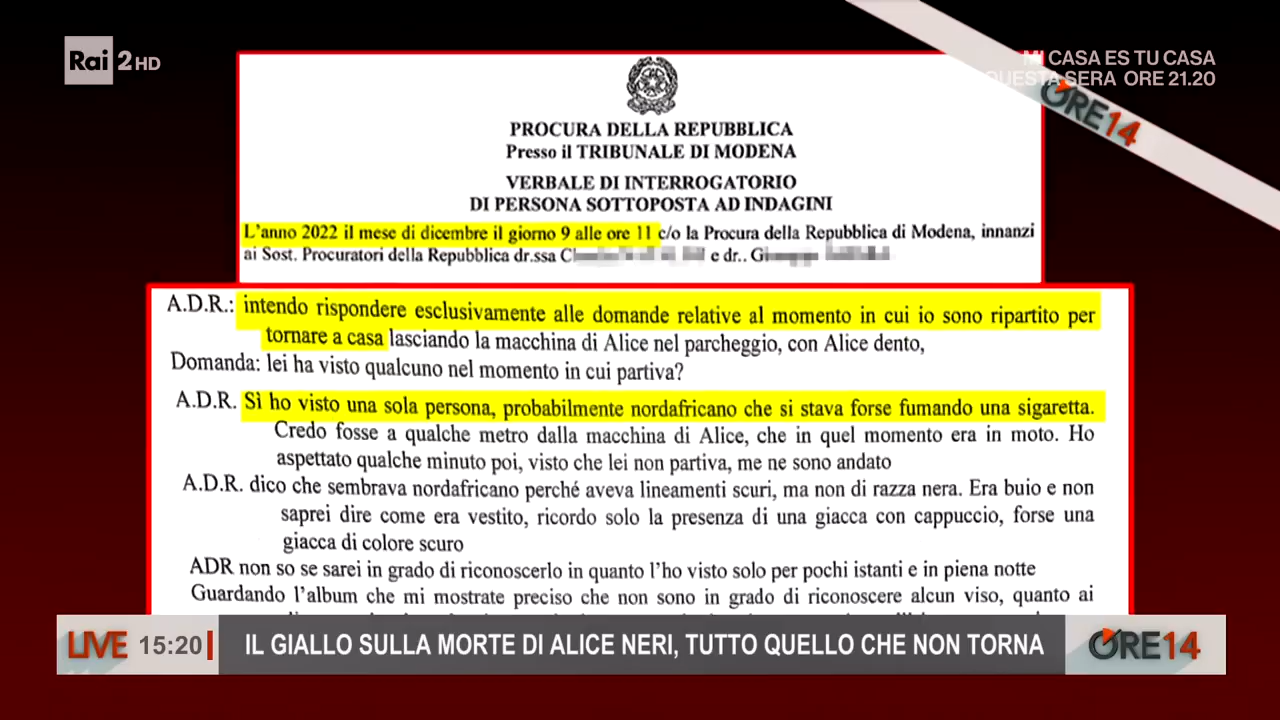 Rai 2HD
MI CASA ES TU CASA
QUESTA SERA ORE 21.20
ORE14
PROCURA DELLA REPUBBLICA
Presso il TRIBUNALE DI MODENA
VERBALE DI INTERROGATORIO
DI PERSONA SOTTOPOSTA AD INDAGINI
L'anno 2022 il mese di dicembre il giorno 9 alle ore 11 c/o la Procura della Repubblica di Modena, innanzi
ai Sost. Procuratori della Repubblica dr.ssa e dr..
A.D.R.: intendo rispondere esclusivamente alle domande relative al momento in cui io sono ripartito per
tornare a casa lasciando la macchina di Alice nel parcheggio, con Alice dento,
Domanda: lei ha visto qualcuno nel momento in cui partiva?
A.D.R. Sì ho visto una sola persona, probabilmente nordafricano che si stava forse fumando una sigaretta.
Credo fosse a qualche metro dalla macchina di Alice, che in quel momento era in moto. Ho
aspettato qualche minuto poi, visto che lei non partiva, me ne sono andato
A.D.R. dico che sembrava nordafricano perché aveva lineamenti scuri, ma non di razza nera. Era buio e non
saprei dire come era vestito, ricordo solo la presenza di una giacca con cappuccio, forse una
giacca di colore scuro
ADR non so se sarei in grado di riconoscerlo in quanto l'ho visto solo per pochi istanti e in piena notte
Guardando l'album che mi mostrate preciso che non sono in grado di riconoscere alcun viso, quanto ai
LIVE 15:20
IL GIALLO SULLA MORTE DI ALICE NERI, TUTTO QUELLO CHE NON TORNA
ORE14